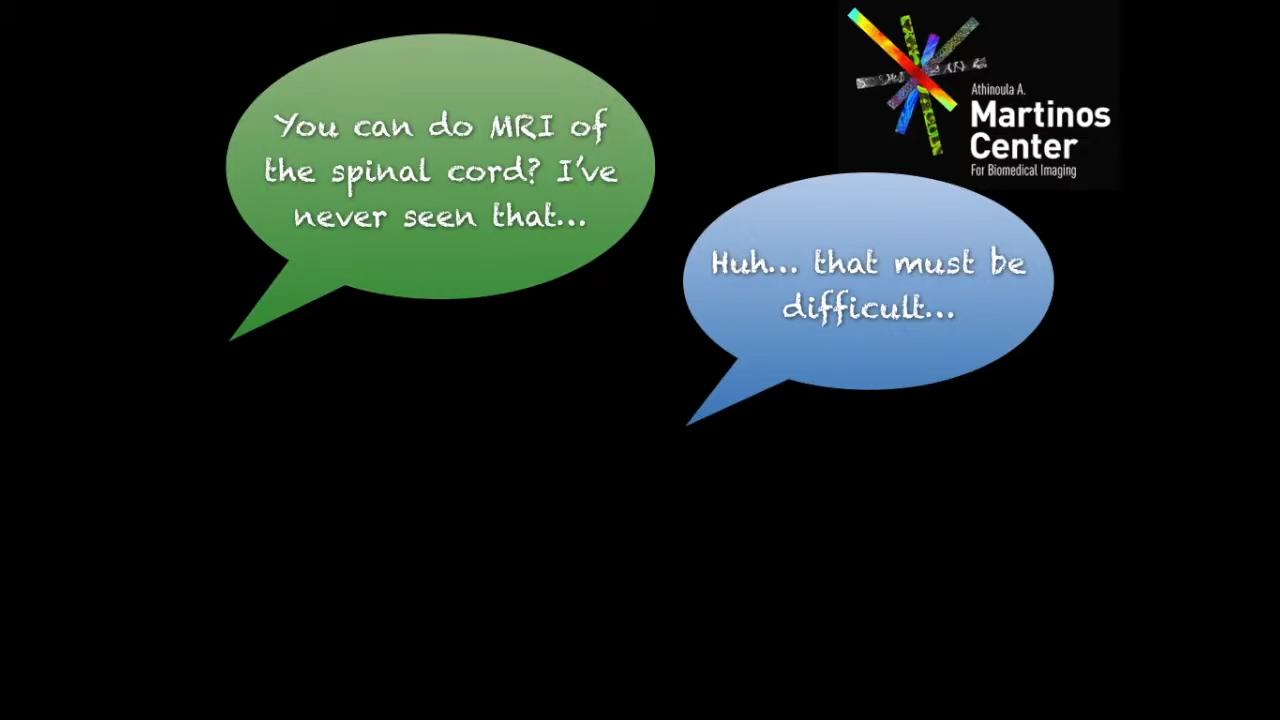 You can do MRI of
the spinal cord? I've
never seen that...
Athinoula A.
Martinos
Center
For Biomedical Imaging
Huh... that must be
difficult...